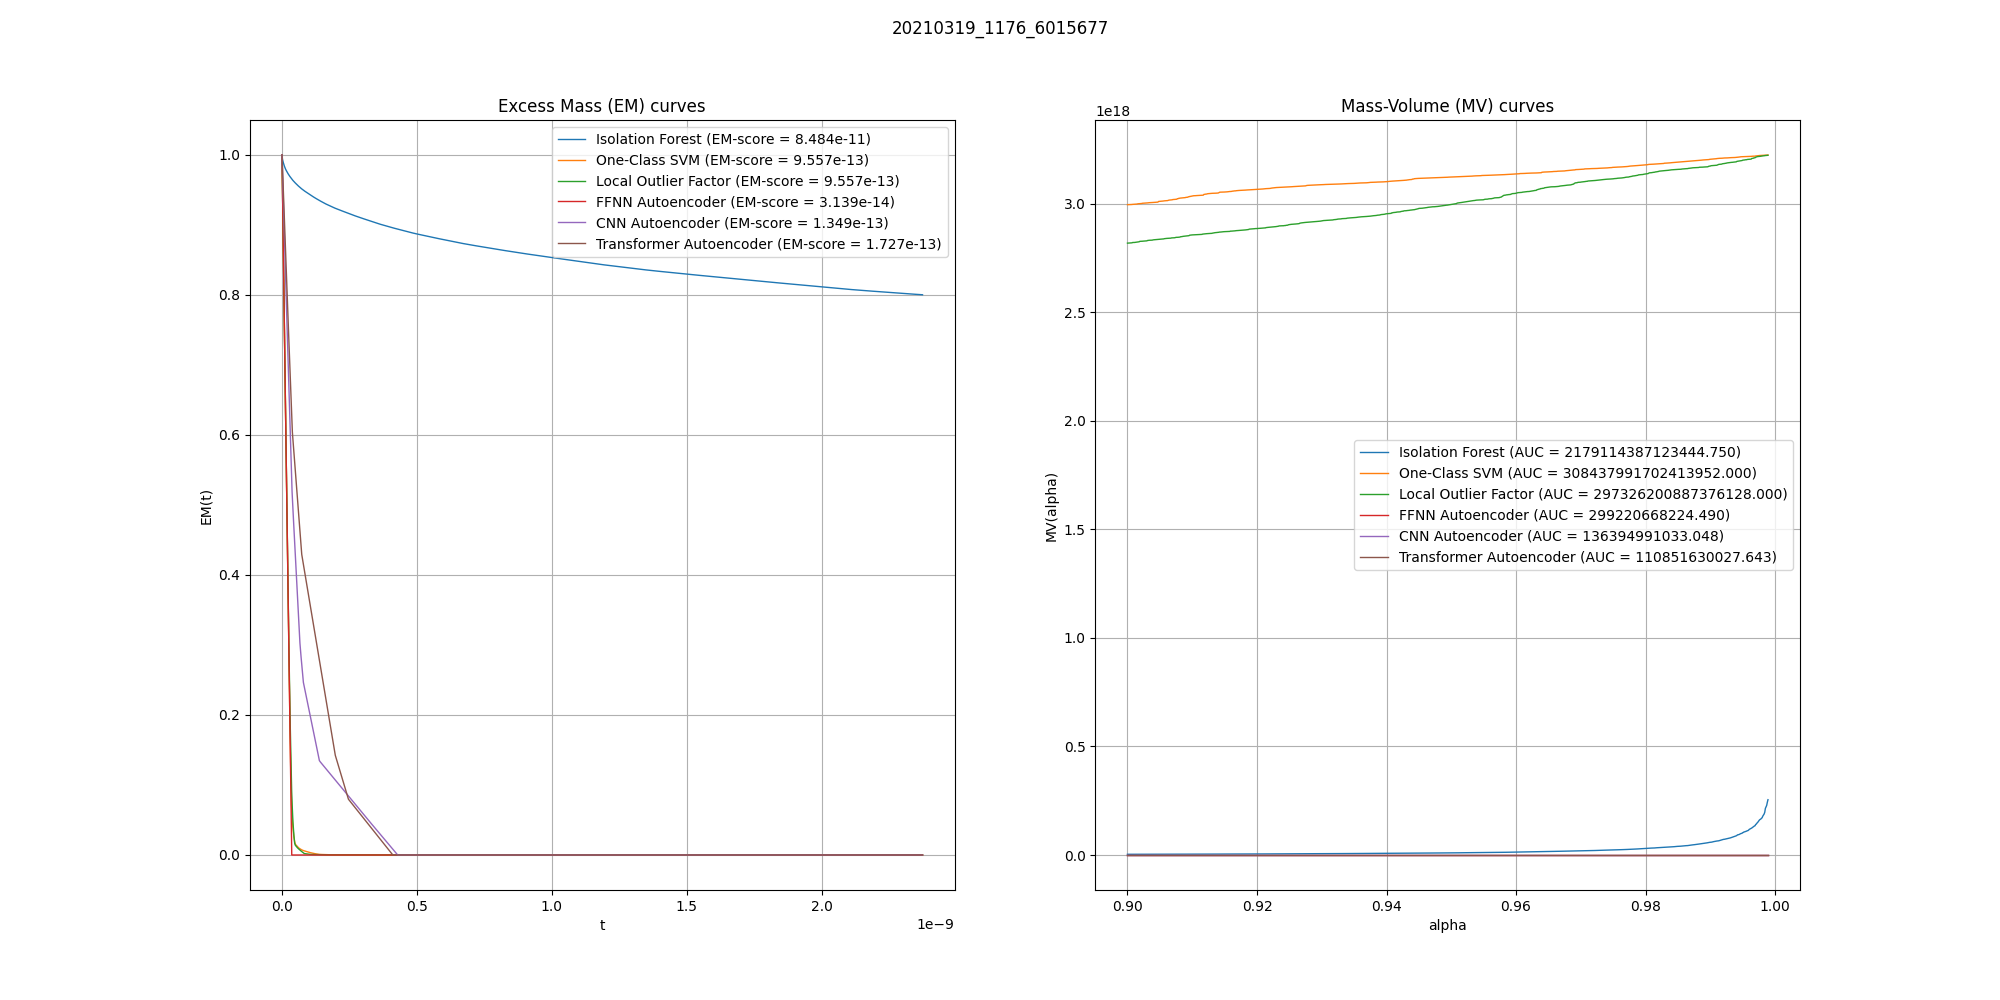 20210319_1176_6015677
Excess Mass (EM) curves
Isolation Forest (EM-score = 8.484e-11)
One-Class SVM (EM-score = 9.557e-13)
Local Outlier Factor (EM-score = 9.557e-13)
FFNN Autoencoder (EM-score = 3.139e-14)
CNN Autoencoder (EM-score = 1.349e-13)
Transformer Autoencoder (EM-score = 1.727e-13)
1.0
0.8
0.6
0.4
0.2
0.0
EM(t)
0.0 0.5 1.0 1.5 2.0
1e−9
t
Mass-Volume (MV) curves
1e18
3.0
2.5
2.0
1.5
1.0
0.5
0.0
MV(alpha)
Isolation Forest (AUC = 2179114387123444.750)
One-Class SVM (AUC = 308437991702413952.000)
Local Outlier Factor (AUC = 297326200887376128.000)
FFNN Autoencoder (AUC = 299220668224.490)
CNN Autoencoder (AUC = 136394991033.048)
Transformer Autoencoder (AUC = 110851630027.643)
0.90 0.92 0.94 0.96 0.98 1.00
alpha